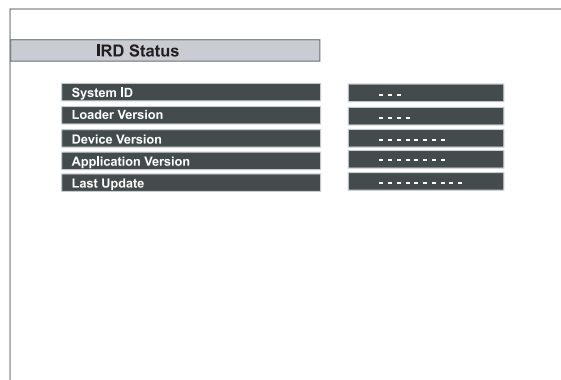 IRD Status
System ID - - -
Loader Version - - - -
Device Version - - - - - - - -
Application Version - - - - - - - -
Last Update - - - - - - - - - -